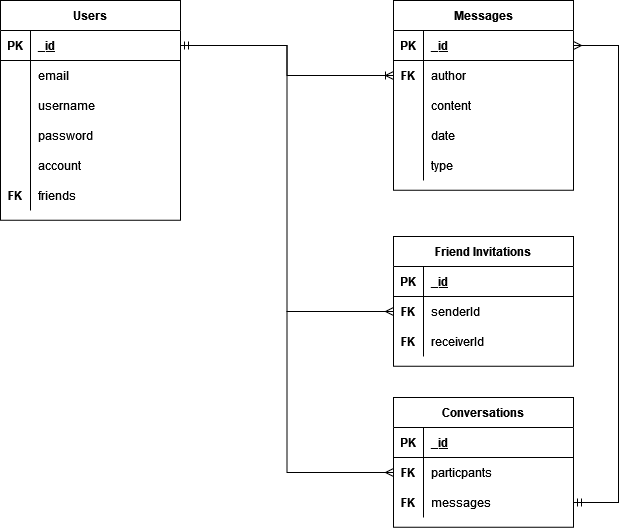 Users
PK _id
email
username
password
account
FK friends
Messages
PK _id
FK author
content
date
type
Friend Invitations
PK _id
FK senderId
FK receiverId
Conversations
PK _id
FK particpants
FK messages